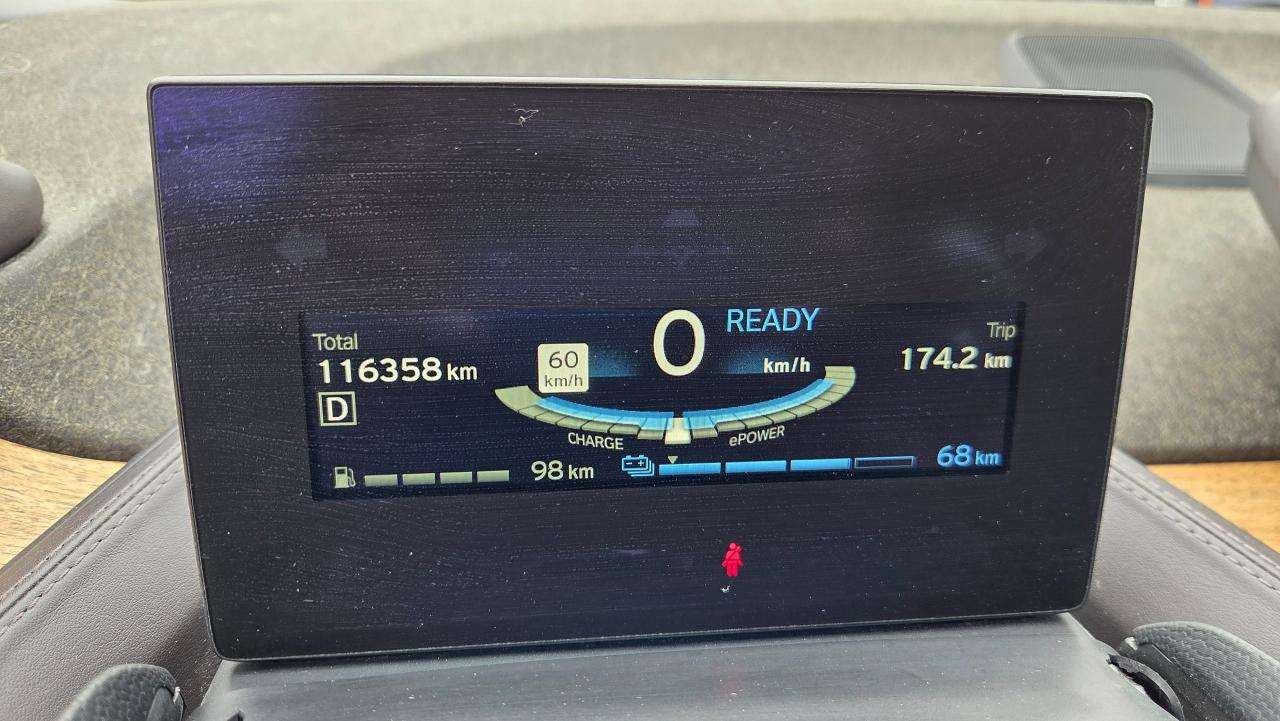 Total
116358 km
D
60
km/h
0
READY
km/h
Trip
174.2 km
CHARGE
ePOWER
98 km
68 km